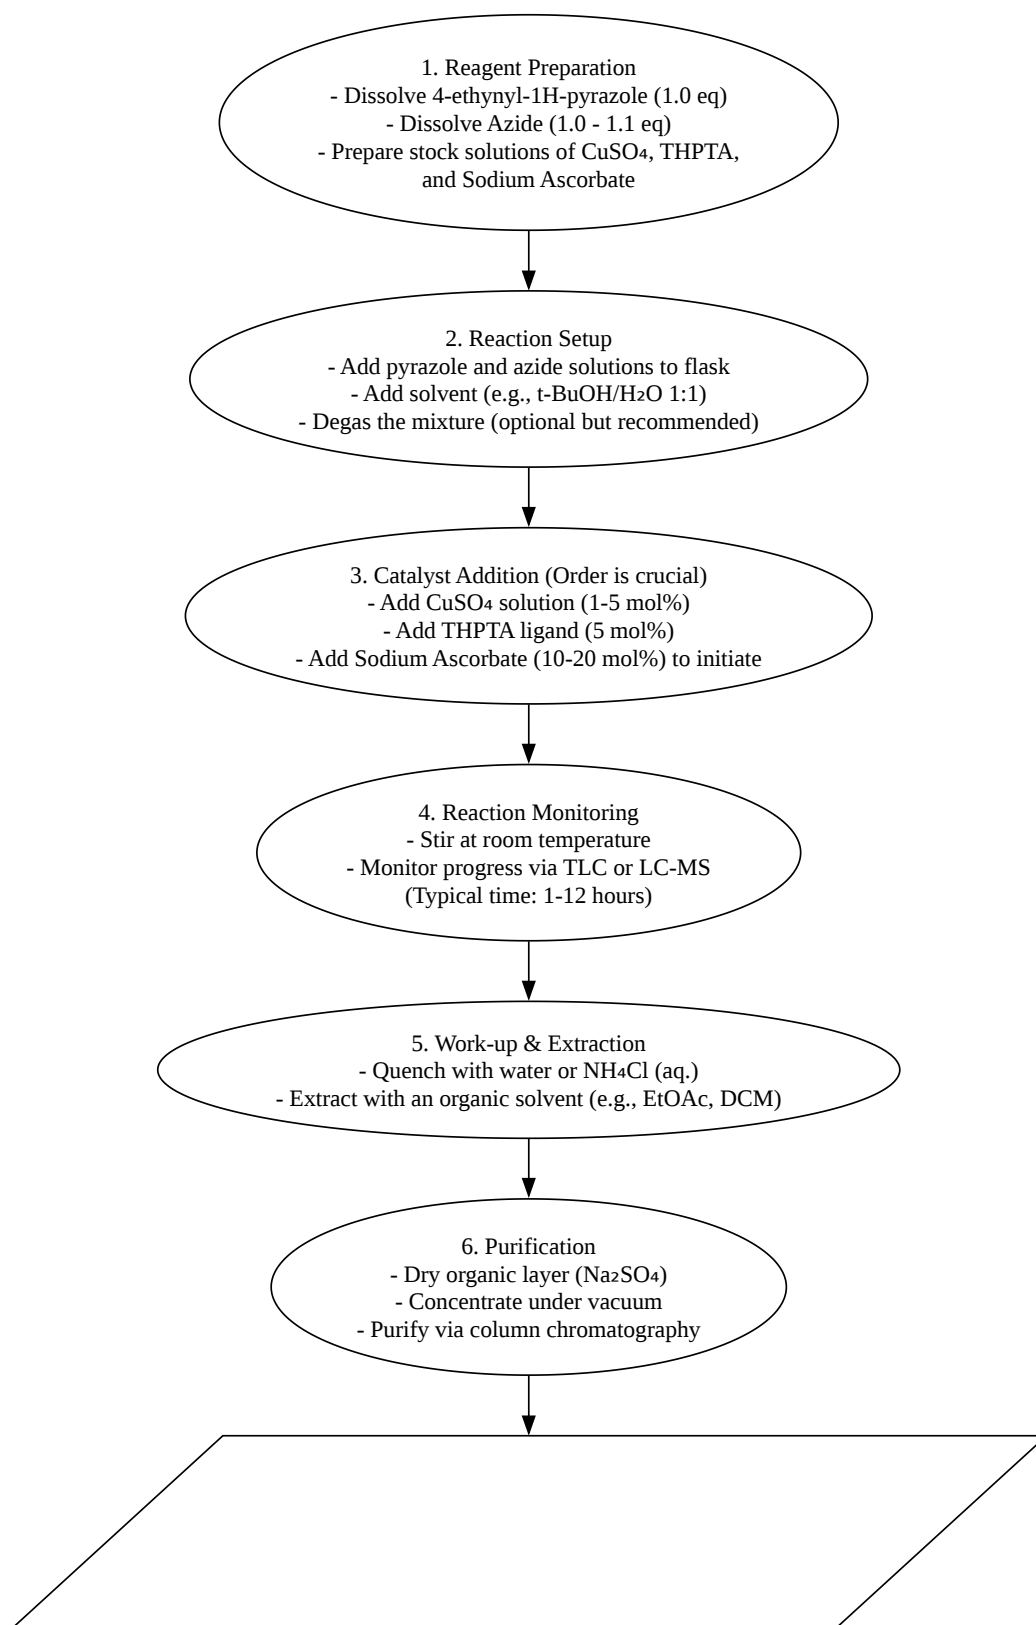 1. Reagent Preparation
- Dissolve 4-ethynyl-1H-pyrazole (1.0 eq)
- Dissolve Azide (1.0 - 1.1 eq)
- Prepare stock solutions of CuSO₄, THPTA,
and Sodium Ascorbate
2. Reaction Setup
- Add pyrazole and azide solutions to flask
- Add solvent (e.g., t-BuOH/H₂O 1:1)
- Degas the mixture (optional but recommended)
3. Catalyst Addition (Order is crucial)
- Add CuSO₄ solution (1-5 mol%)
- Add THPTA ligand (5 mol%)
- Add Sodium Ascorbate (10-20 mol%) to initiate
4. Reaction Monitoring
- Stir at room temperature
- Monitor progress via TLC or LC-MS
(Typical time: 1-12 hours)
5. Work-up & Extraction
- Quench with water or NH₄Cl (aq.)
- Extract with an organic solvent (e.g., EtOAc, DCM)
6. Purification
- Dry organic layer (Na₂SO₄)
- Concentrate under vacuum
- Purify via column chromatography